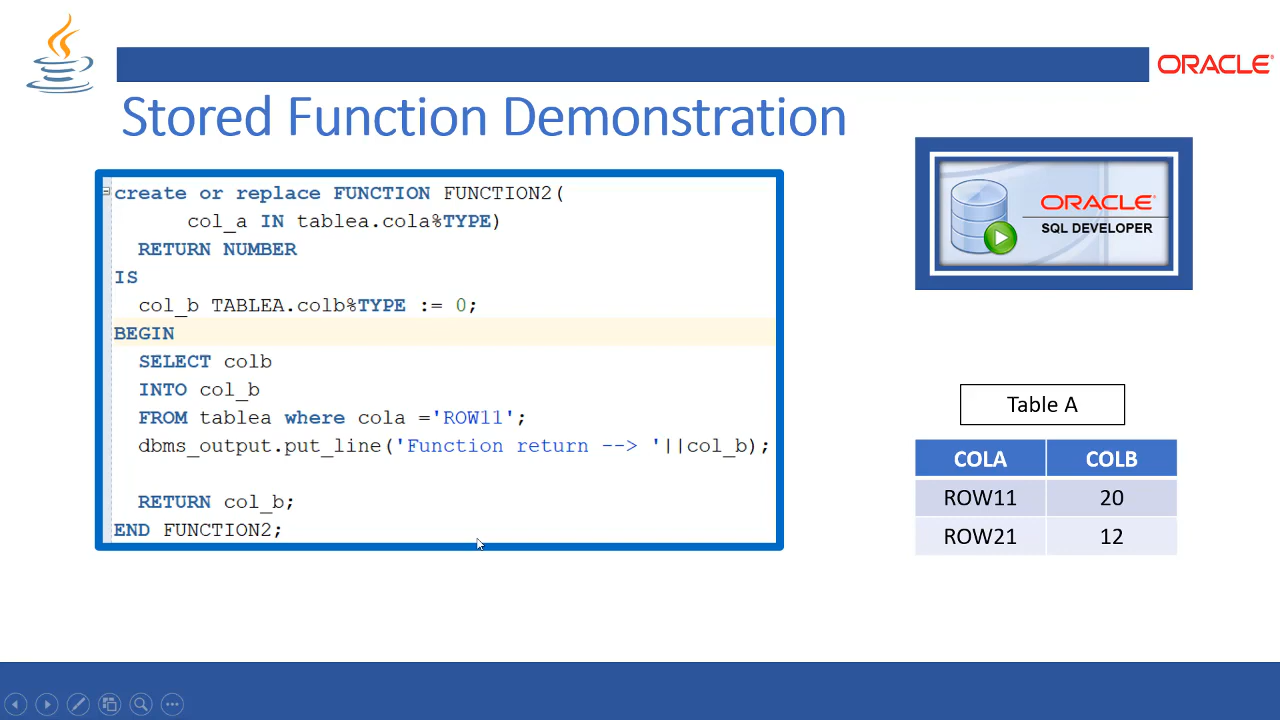 ORACLE
Stored Function Demonstration
create or replace FUNCTION FUNCTION2(
col_a IN tablea.cola%TYPE)
RETURN NUMBER
IS
col_b TABLEA.colb%TYPE := 0;
BEGIN
SELECT colb
INTO col_b
FROM tablea where cola ='ROW11';
dbms_output.put_line('Function return --> '||col_b);
RETURN col_b;
END FUNCTION2;
ORACLE
SQL DEVELOPER
Table A
COLA COLB
ROW11 20
ROW21 12